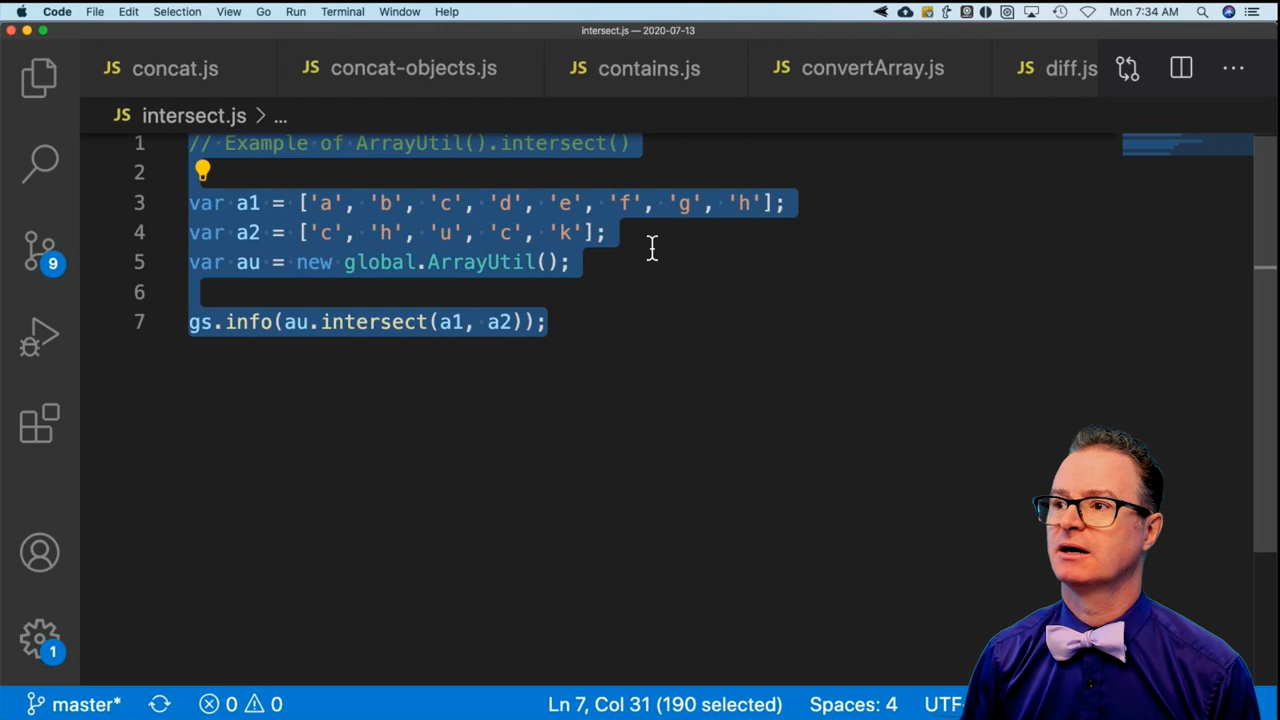 Code File Edit Selection View Go Run Terminal Window Help Mon 7:34 AM
intersect.js — 2020-07-13
JS concat.js JS concat-objects.js JS contains.js JS convertArray.js JS diff.js ...
JS intersect.js > ...
1 // Example of ArrayUtil().intersect()
2
3 var a1 = ['a', 'b', 'c', 'd', 'e', 'f', 'g', 'h'];
4 var a2 = ['c', 'h', 'u', 'c', 'k'];
5 var au = new global.ArrayUtil();
6
7 gs.info(au.intersect(a1, a2));
9
1
master* 0 0 Ln 7, Col 31 (190 selected) Spaces: 4 UTF-